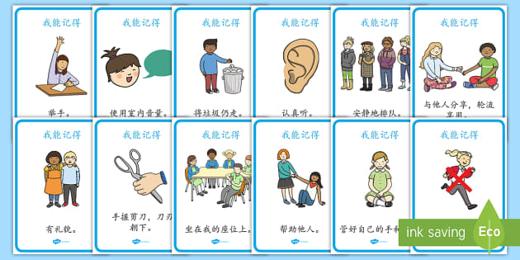 我能记得
我能记得
我能记得
我能记得
我能记得
我能记得
举手。
使用室内音量。
将垃圾扔走。
认真听。
安静地排队。
与他人分享，轮流
享用。
我能记得
我能记得
我能记得
我能记得
我能记得
我能记得
有礼貌。
手握剪刀，刀刃
朝下。
坐在我的座位上。
帮助他人。
管好自己的手和
ink saving
Eco